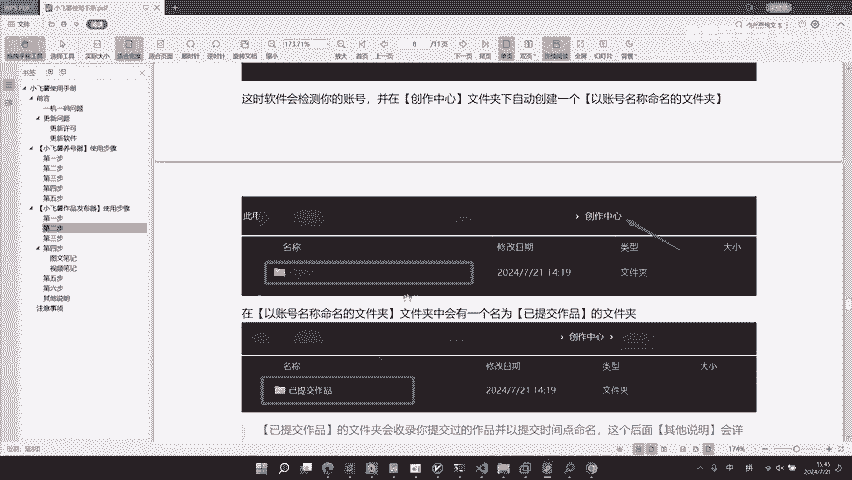 小飞薯使用手册.pdf
文件
手型平移工具
选择工具
实际大小
适合宽度
适合页面
顺时针
逆时针
旋转文档
缩小
173.71%
放大
首页
上一页
8
/11页
下一页
尾页
单页
双页
连续阅读
全屏
幻灯片
背景
书签
小飞薯使用手册
前言
一机一码问题
更新问题
更新许可
更新软件
【小飞薯养号器】使用步骤
第一步
第二步
第三步
第四步
第五步
【小飞薯作品发布器】使用步骤
第一步
第二步
第三步
第四步
图文笔记
视频笔记
第五步
第六步
其他说明
注意事项
这时软件会检测你的账号，并在【创作中心】文件夹下自动创建一个【以账号名称命名的文件夹】
› 创作中心
名称
修改日期
类型
大小
2024/7/21 14:19
文件夹
在【以账号名称命名的文件夹】文件夹中会有一个名为【已提交作品】的文件夹
› 创作中心 ›
名称
修改日期
类型
大小
已提交作品
2024/7/21 14:19
文件夹
【已提交作品】的文件夹会收录你提交过的作品并以提交时间点命名，这个后面【其他说明】会详
174%
中
拼
15:45
2024/7/21